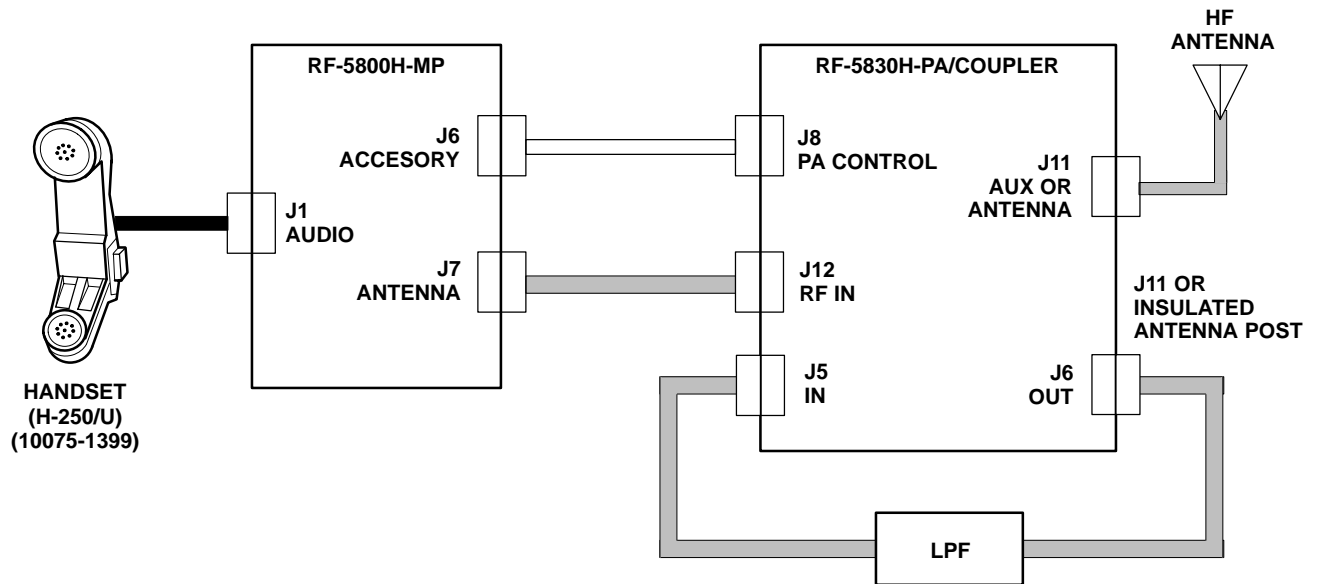 HF
ANTENNA
RF-5800H-MP
RF-5830H-PA/COUPLER
J6
ACCESORY
J8
PA CONTROL
J11
AUX OR
ANTENNA
J1
AUDIO
J7
ANTENNA
J12
RF IN
J11 OR
INSULATED
ANTENNA POST
J5
IN
J6
OUT
HANDSET
(H-250/U)
(10075-1399)
LPF